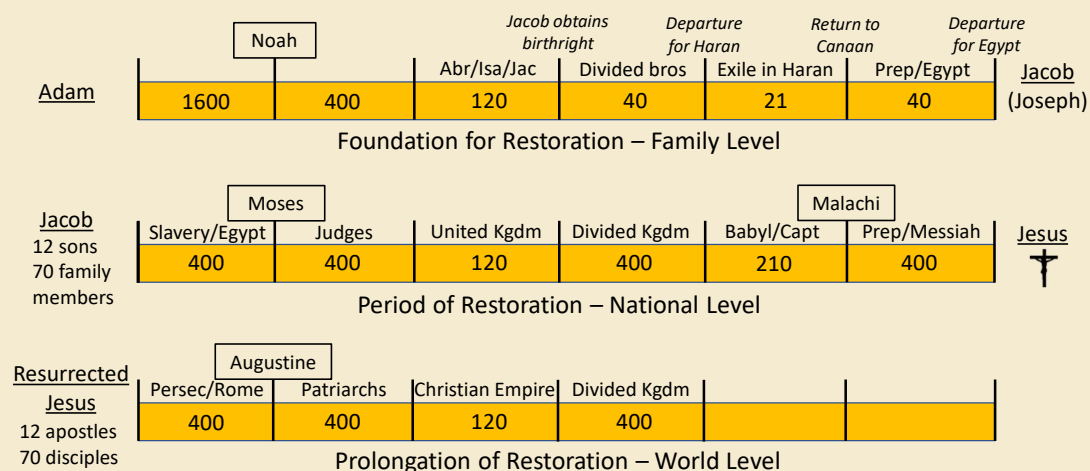 Jacob obtains
birthright
Departure
for Haran
Return to
Canaan
Departure
for Egypt
Noah
Abr/Isa/Jac
Divided bros
Exile in Haran
Prep/Egypt
Adam
1600
400
120
40
21
40
Jacob
(Joseph)
Foundation for Restoration – Family Level
Moses
Malachi
Jacob
12 sons
70 family
members
Slavery/Egypt
Judges
United Kgdm
Divided Kgdm
Babyl/Capt
Prep/Messiah
400
400
120
400
210
400
Jesus
Period of Restoration – National Level
Augustine
Resurrected
Jesus
12 apostles
70 disciples
Persec/Rome
Patriarchs
Christian Empire
Divided Kgdm
400
400
120
400
Prolongation of Restoration – World Level